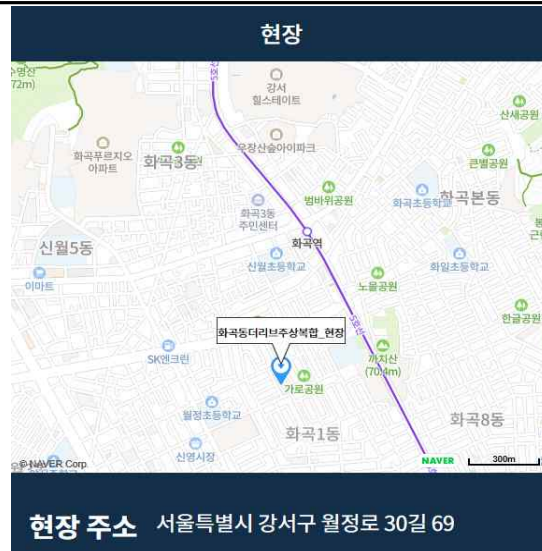 현장
수명산
72m)
5호선
강서
힐스테이트
산새공원
우장산숲아이파크
화곡푸르지오
아파트
화곡3동
큰별공원
범바위공원
화곡초등학교
화곡본동
화곡3동
주민센터
화곡역
신월5동
신월초등학교
화일초등학교
이마트
노을공원
한글공원
5호선
화곡동더리브주상복합_현장
SK엔크린
까치산
(70.4m)
가로공원
월정초등학교
화곡1동
화곡8동
신영시장
© NAVER Corp.
NAVER
300m
현장 주소 서울특별시 강서구 월정로 30길 69